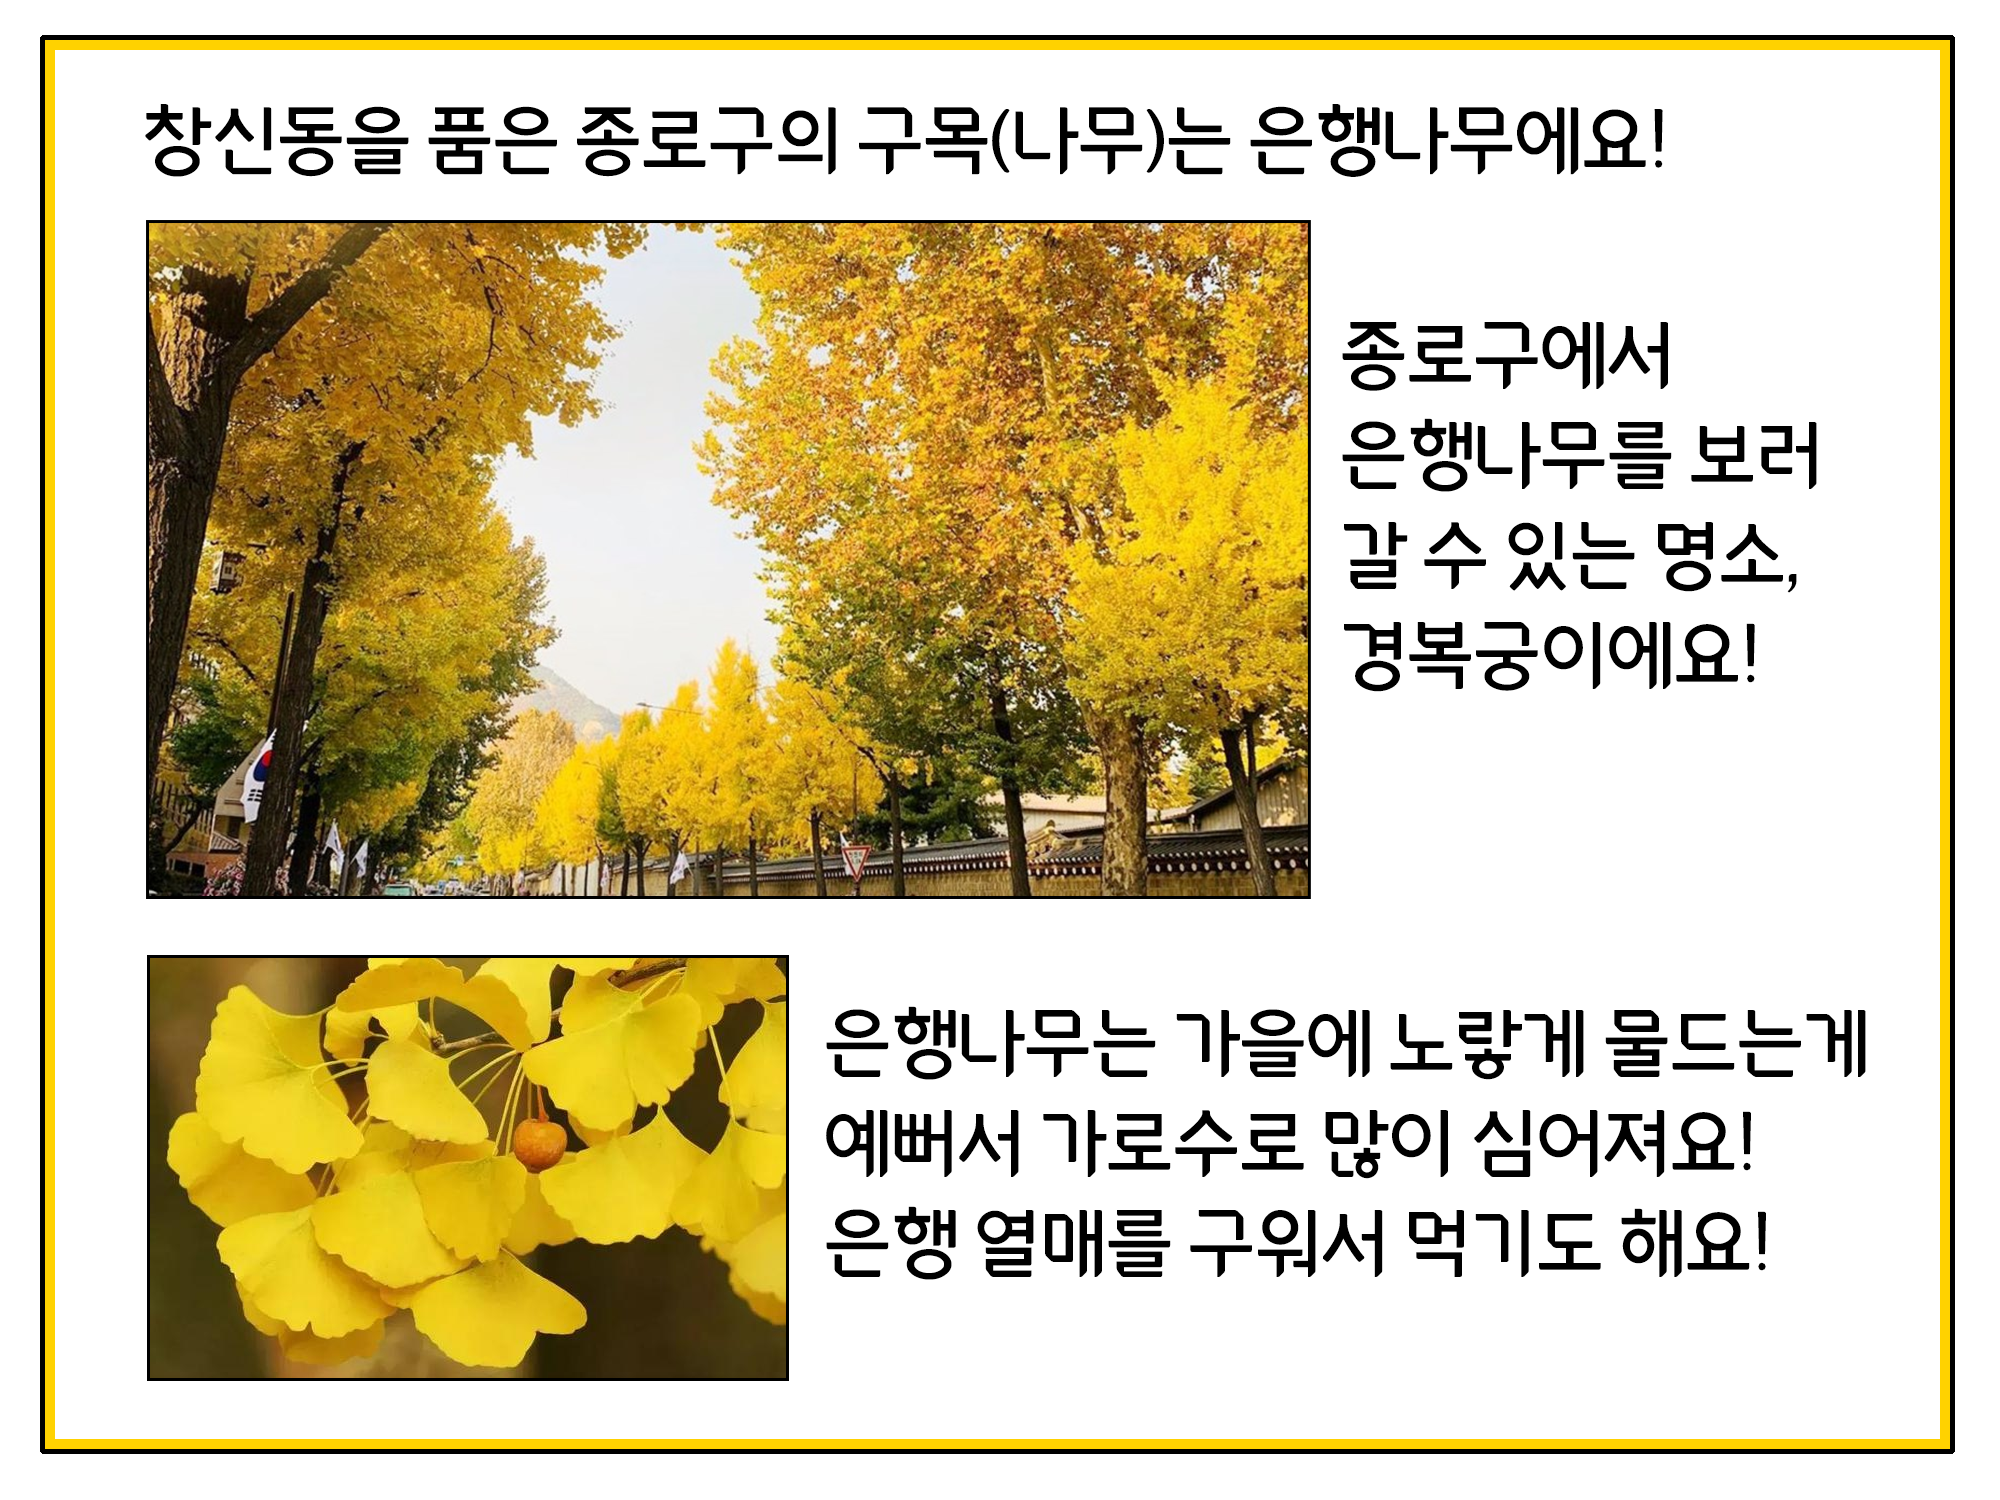 창신동을 품은 종로구의 구목(나무)는 은행나무에요!
종로구에서
은행나무를 보러
갈 수 있는 명소,
경복궁이에요!
은행나무는 가을에 노랗게 물드는게
예뻐서 가로수로 많이 심어져요!
은행 열매를 구워서 먹기도 해요!